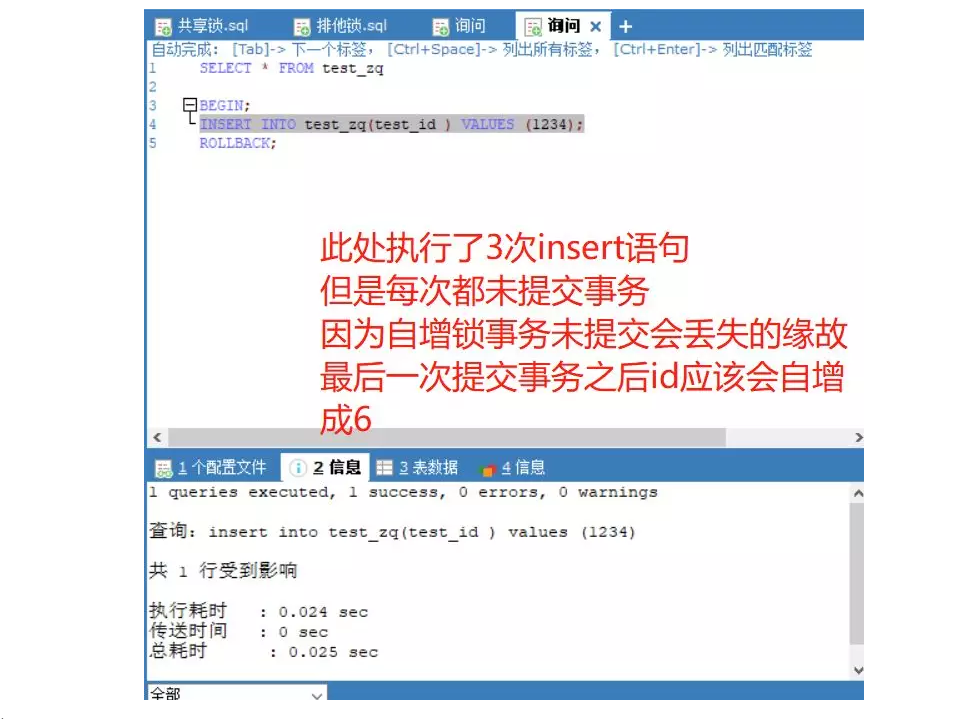 共享锁.sql 排他锁.sql 询问 询问 × +
自动完成: [Tab]-> 下一个标签, [Ctrl+Space]-> 列出所有标签, [Ctrl+Enter]-> 列出匹配标签
1 SELECT * FROM test_zq
2
3 BEGIN;
4 INSERT INTO test_zq(test_id ) VALUES (1234);
5 ROLLBACK;
此处执行了3次insert语句
但是每次都未提交事务
因为自增锁事务未提交会丢失的缘故
最后一次提交事务之后id应该会自增
成6
1 个配置文件 2 信息 3 表数据 4 信息
1 queries executed, 1 success, 0 errors, 0 warnings
查询: insert into test_zq(test_id ) values (1234)
共 1 行受到影响
执行耗时 : 0.024 sec
传送时间 : 0 sec
总耗时 : 0.025 sec
全部